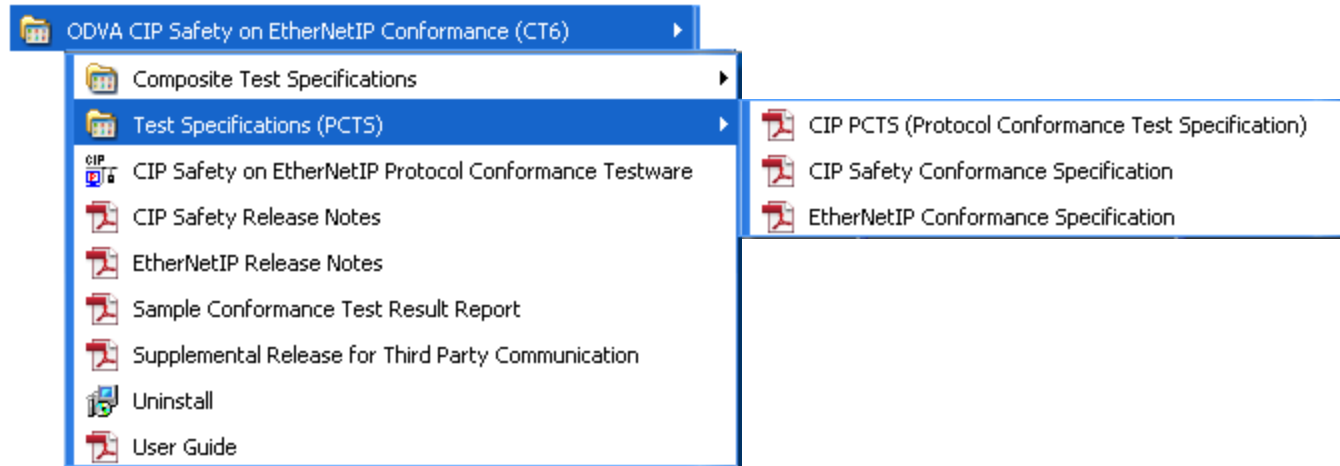 ODVA CIP Safety on EtherNetIP Conformance (CT6)
Composite Test Specifications
Test Specifications (PCTS)
CIP PCTS (Protocol Conformance Test Specification)
CIP Safety on EtherNetIP Protocol Conformance Testware
CIP Safety Conformance Specification
CIP Safety Release Notes
EtherNetIP Conformance Specification
EtherNetIP Release Notes
Sample Conformance Test Result Report
Supplemental Release for Third Party Communication
Uninstall
User Guide